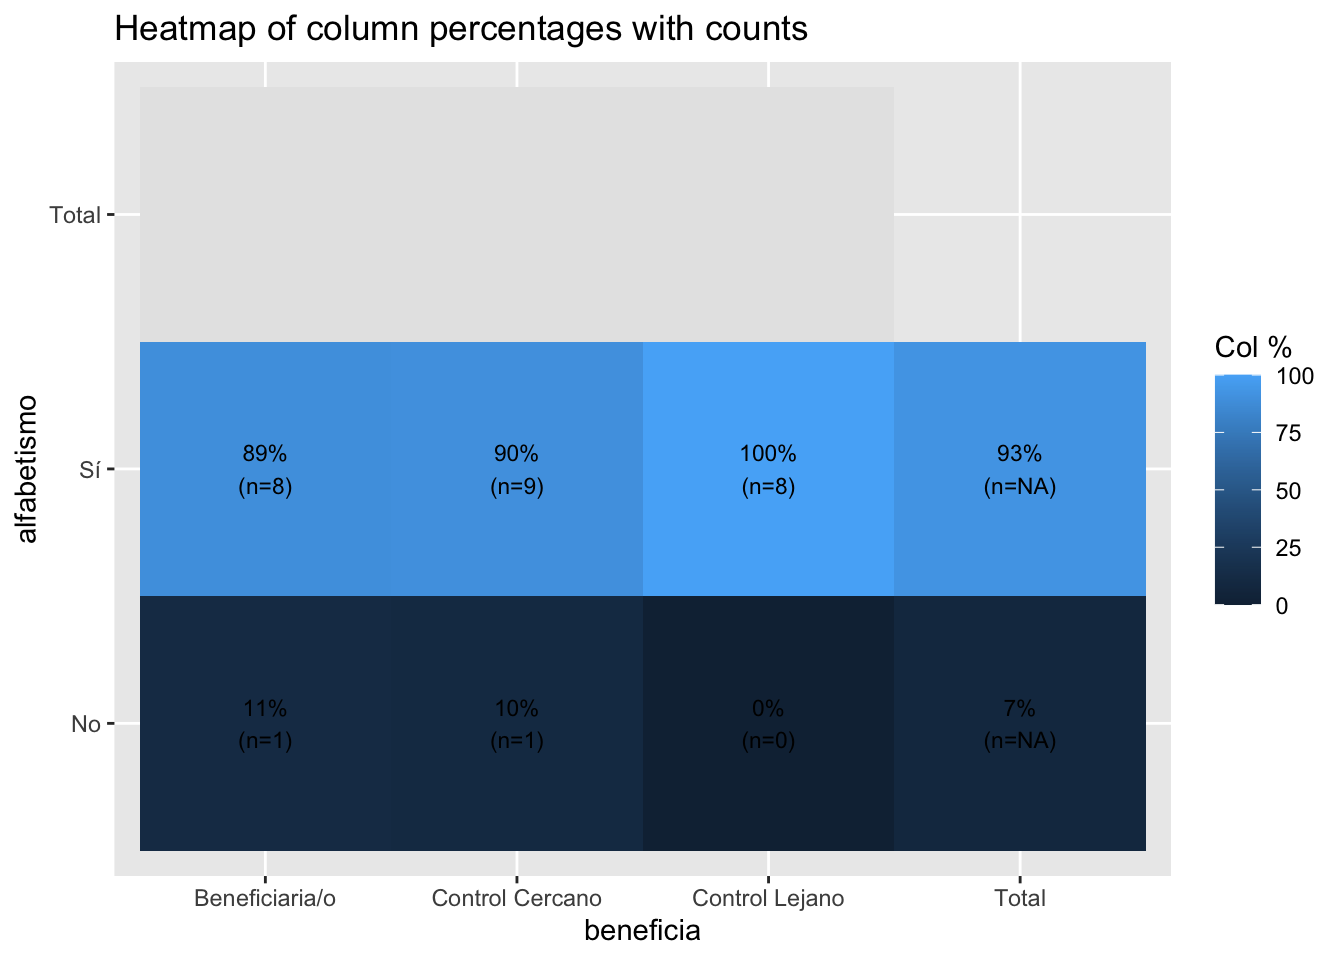 Heatmap of column percentages with counts
Total
Sí
No
alfabetismo
89%
(n=8)
90%
(n=9)
100%
(n=8)
93%
(n=NA)
11%
(n=1)
10%
(n=1)
0%
(n=0)
7%
(n=NA)
Beneficiaria/o
Control Cercano
Control Lejano
Total
beneficia
Col %
100
75
50
25
0